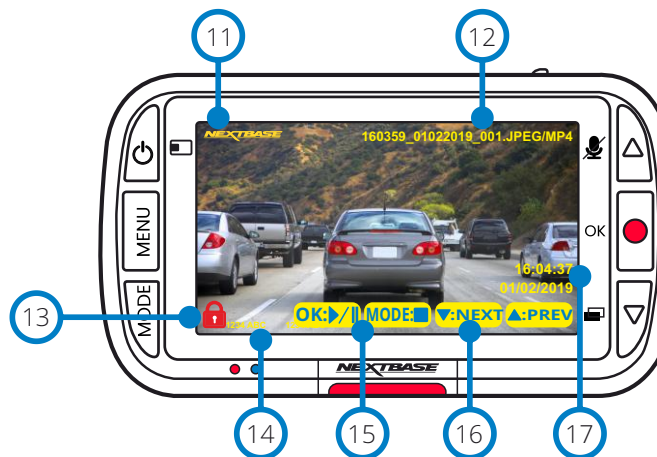 11
12
NEXTBASE
160359_01022019_001.JPEG/MP4
MENU
OK
16:04:37
01/02/2019
MODE
13
OK:▶/II
MODE:■
▼:NEXT
▲:PREV
NEXTBASE
14
15
16
17